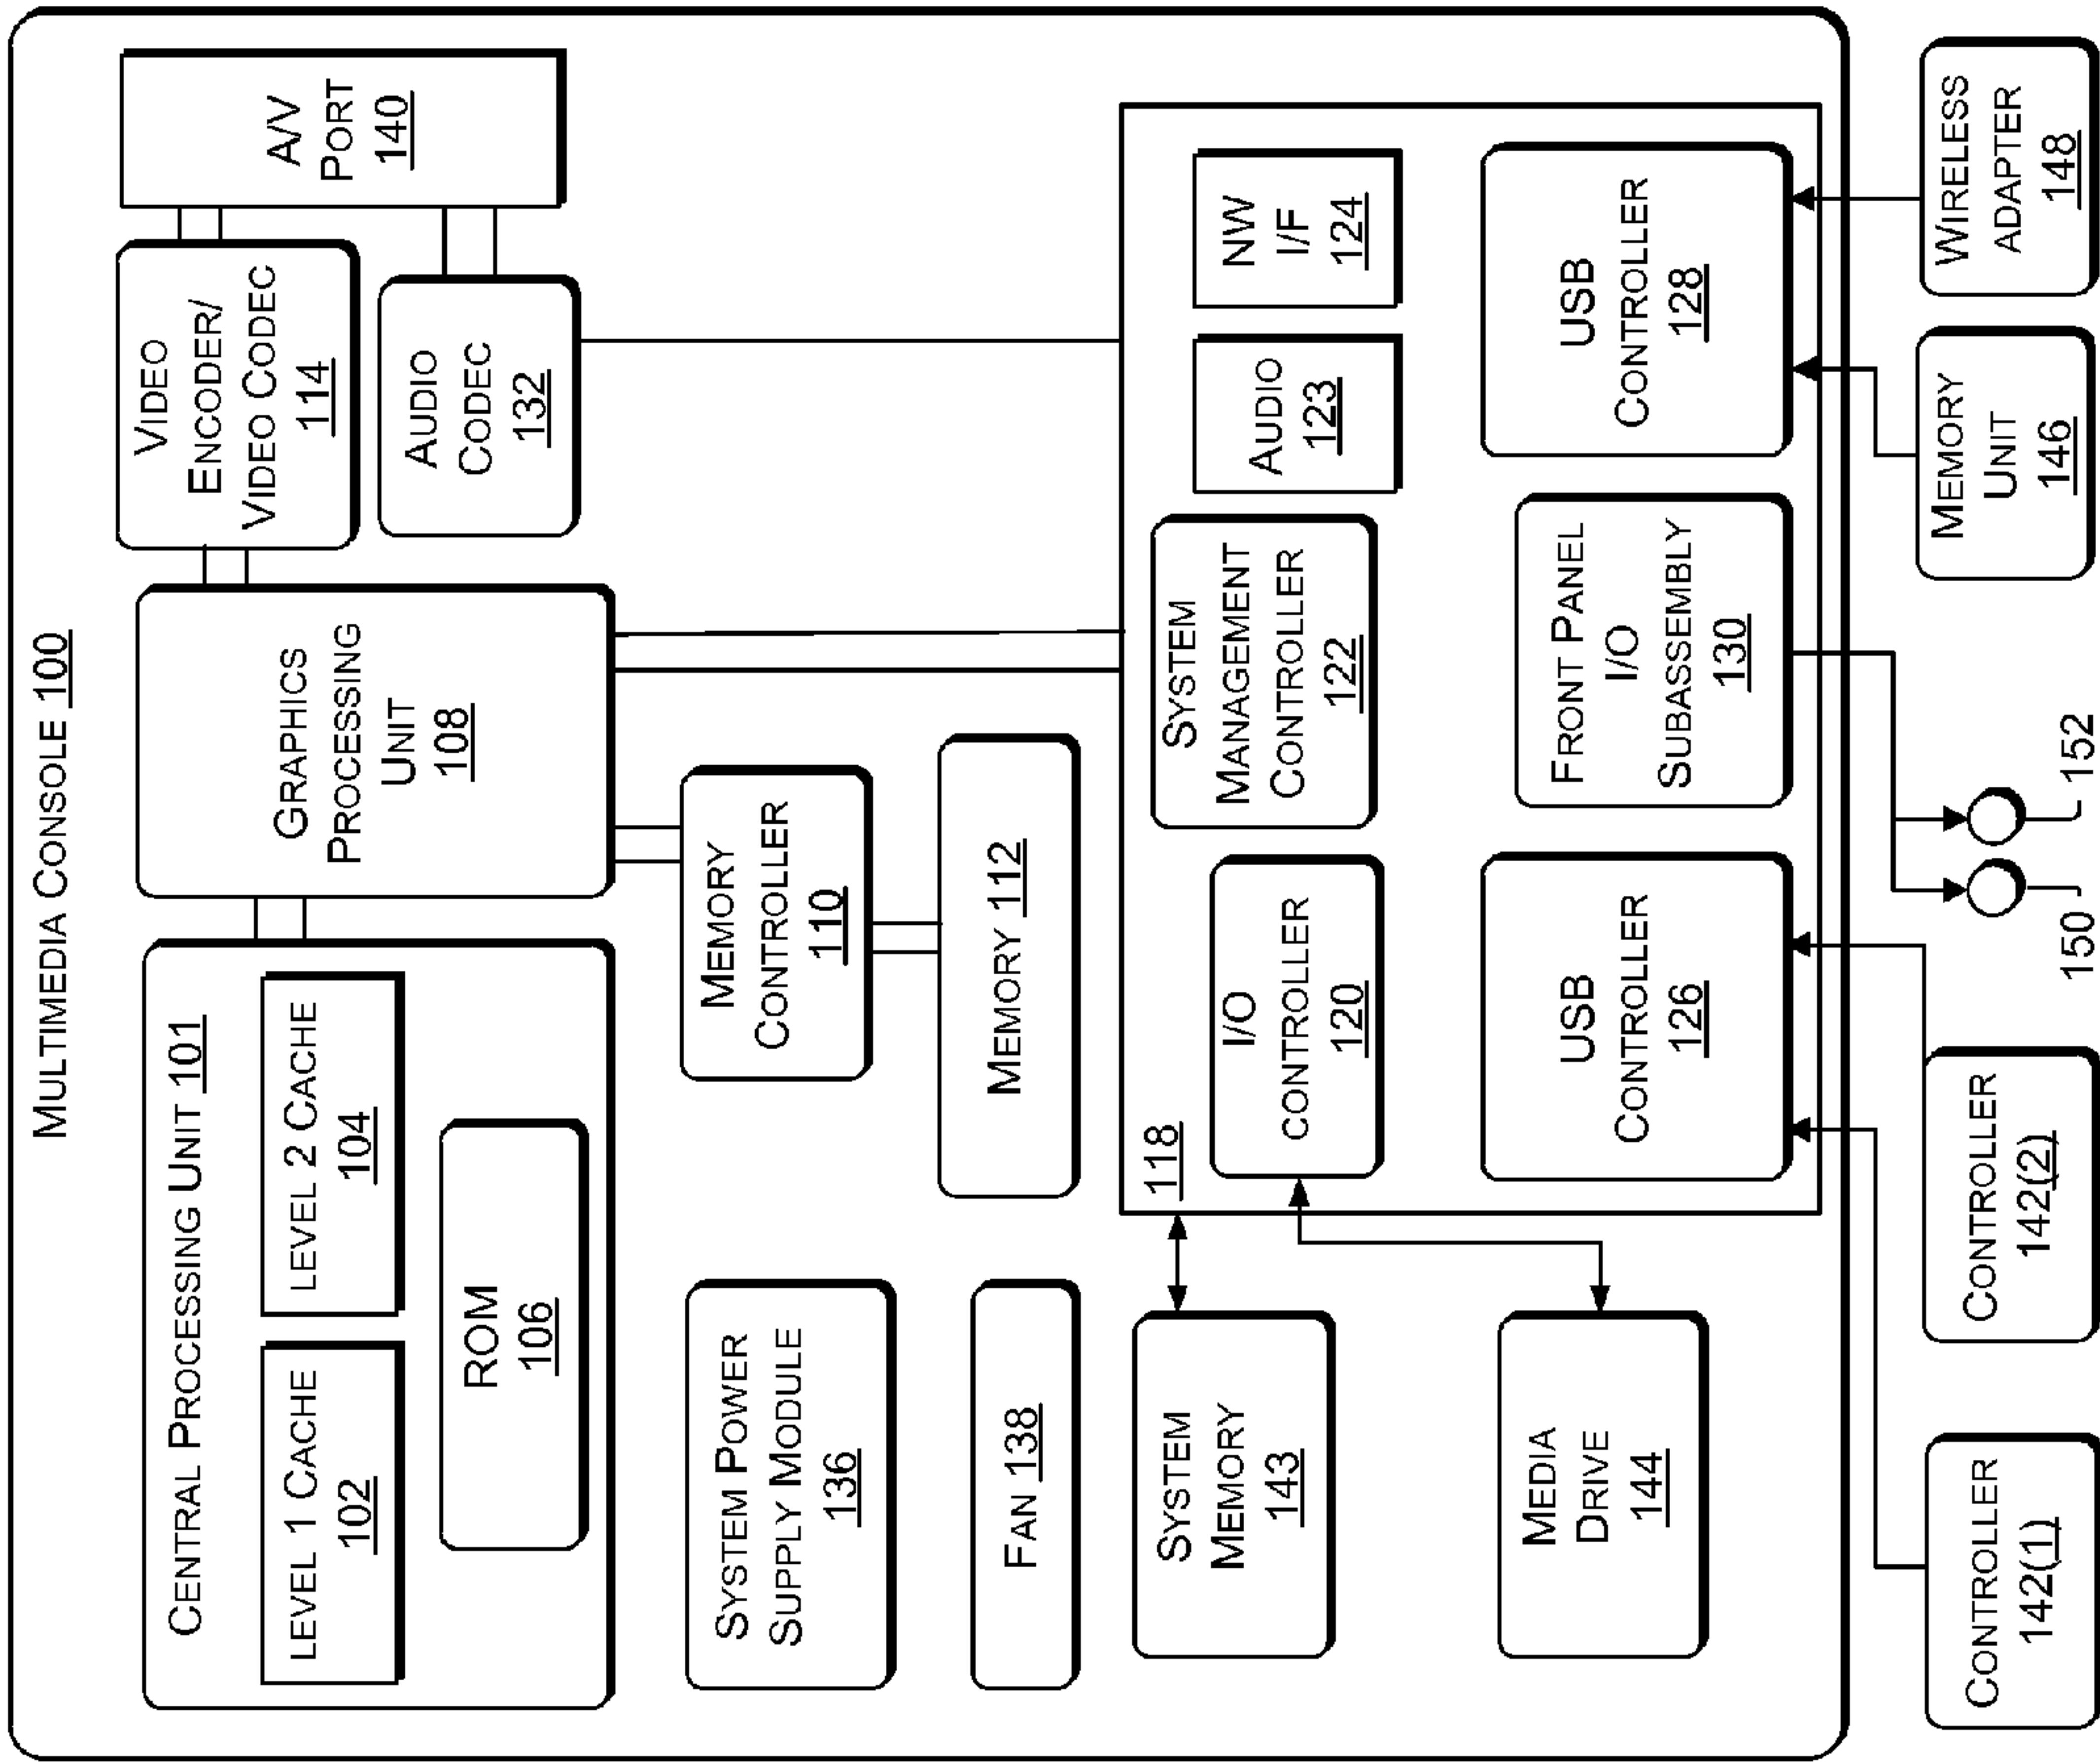 MULTIMEDIA CONSOLE 100
CENTRAL PROCESSING UNIT 101
LEVEL 1 CACHE
102
LEVEL 2 CACHE
104
ROM
106
GRAPHICS
PROCESSING
UNIT
108
VIDEO
ENCODER/
VIDEO CODEC
114
AUDIO
CODEC
132
A/V
PORT
140
MEMORY
CONTROLLER
110
MEMORY 112
SYSTEM POWER
SUPPLY MODULE
136
FAN 138
SYSTEM
MEMORY
143
MEDIA
DRIVE
144
118
I/O
CONTROLLER
120
SYSTEM
MANAGEMENT
CONTROLLER
122
AUDIO
123
NW
I/F
124
USB
CONTROLLER
126
FRONT PANEL
I/O
SUBASSEMBLY
130
USB
CONTROLLER
128
CONTROLLER
142(1)
CONTROLLER
142(2)
150
152
MEMORY
UNIT
146
WIRELESS
ADAPTER
148